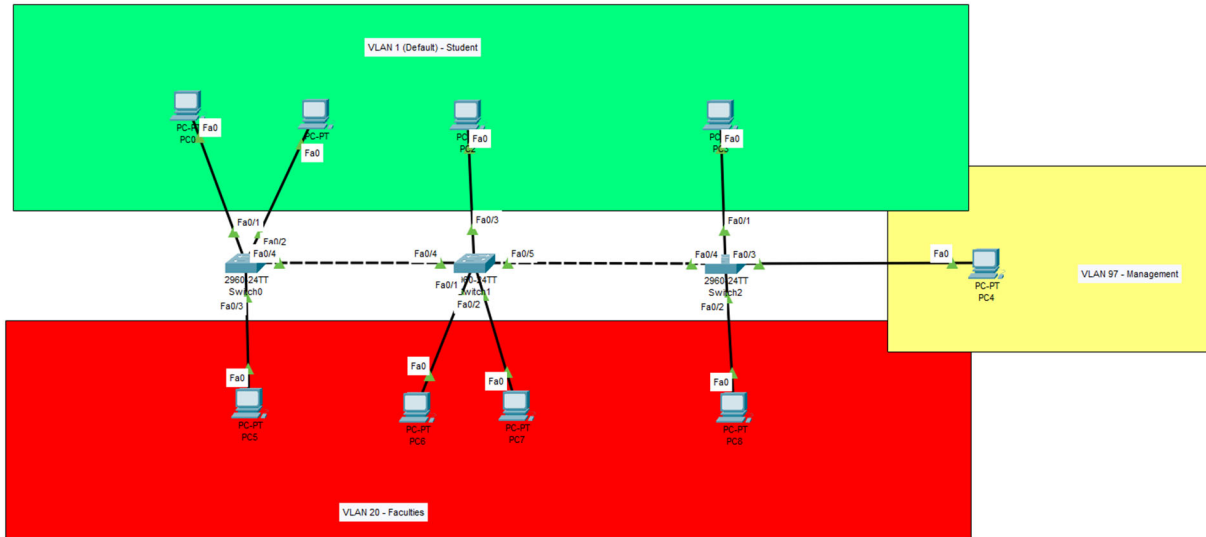 VLAN 1 (Default) - Student
PC-PT
Fa0
PC0
PC-PT
Fa0
Fa0
PC2
Fa0
Fa0/1
Fa0/2
Fa0/4
2960-24TT
Switch0
Fa0/3
Fa0/3
Fa0/4
Fa0/5
Fa0/1
Fa0/2
Switch1
Fa0/1
Fa0/4
Fa0/3
2960-24TT
Switch2
Fa0/2
Fa0
PC-PT
PC4
VLAN 97 - Management
Fa0
PC-PT
PC5
Fa0
PC-PT
Fa0
PC-PT
PC7
Fa0
PC-PT
VLAN 20 - Faculties